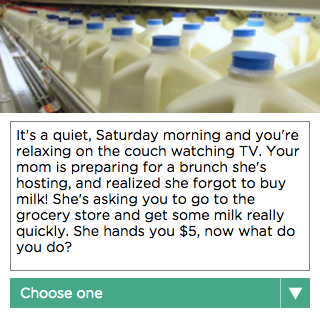 It's a quiet, Saturday morning and you're
relaxing on the couch watching TV. Your
mom is preparing for a brunch she's
hosting, and realized she forgot to buy
milk! She's asking you to go to the
grocery store and get some milk really
quickly. She hands you $5, now what do
you do?
Choose one